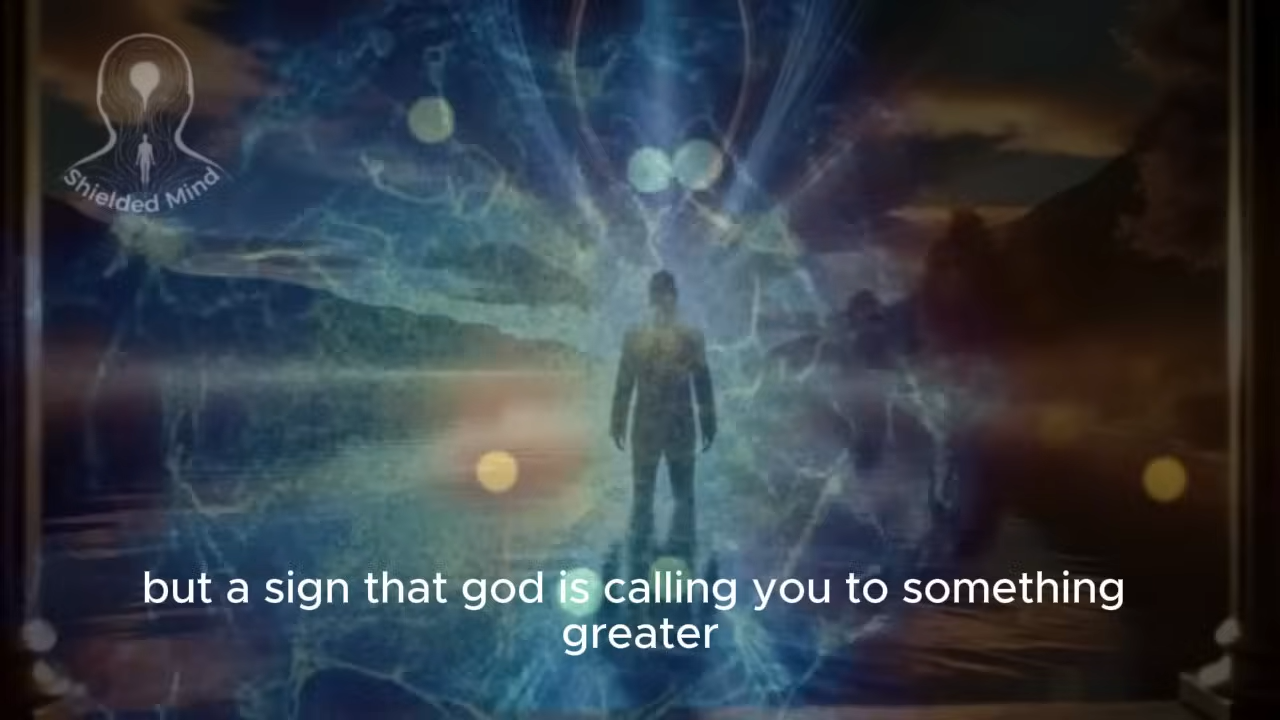 Shielded Mind
but a sign that god is calling you to something
greater